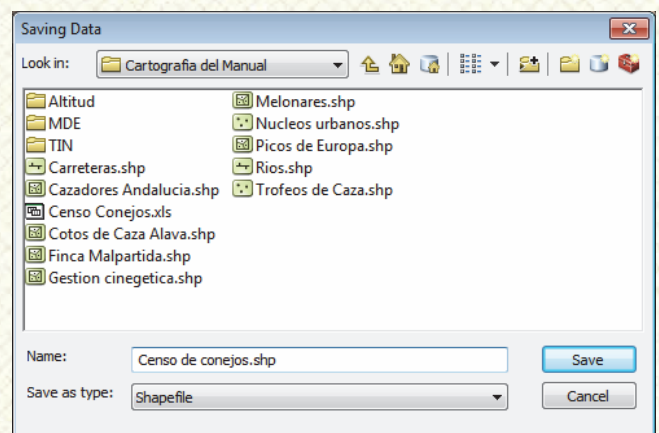 Saving Data
Look in: Cartografia del Manual
Altitud
MDE
TIN
Carreteras.shp
Cazadores Andalucia.shp
Censo Conejos.xls
Cotos de Caza Alava.shp
Finca Malpartida.shp
Gestion cinegetica.shp
Melonares.shp
Nucleos urbanos.shp
Picos de Europa.shp
Rios.shp
Trofeos de Caza.shp
Name: Censo de conejos.shp
Save
Save as type: Shapefile
Cancel